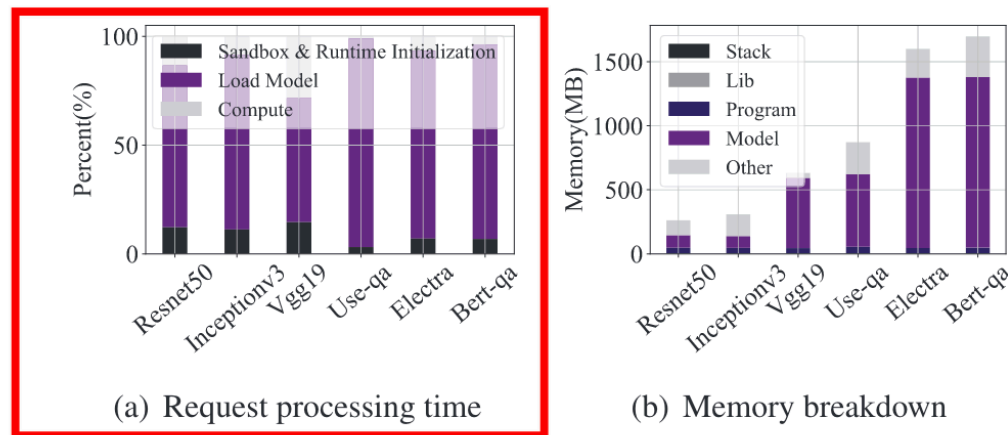 100
50
0
Percent(%)
Sandbox & Runtime Initialization
Load Model
Compute
Resnet50
Inceptionv3
Vgg19
Use-qa
Electra
Bert-qa
(a) Request processing time
1500
1000
500
0
Memory(MB)
Stack
Lib
Program
Model
Other
Resnet50
Inceptionv3
Vgg19
Use-qa
Electra
Bert-qa
(b) Memory breakdown